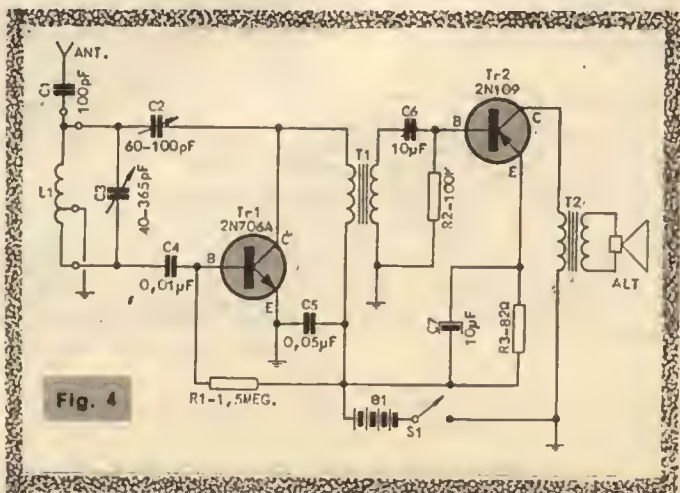 ANT.
C1
100pF
C2
60-100pF
L1
C3
40-365pF
C4
0,01µF
B
Tr1
2N706A
C
E
C5
0,05µF
R1-1,5MEG.
T1
C6
10µF
R2-100K
Tr2
2N109
B
C
E
C7
10µF
R3-82Ω
T2
ALT
B1
S1
Fig. 4